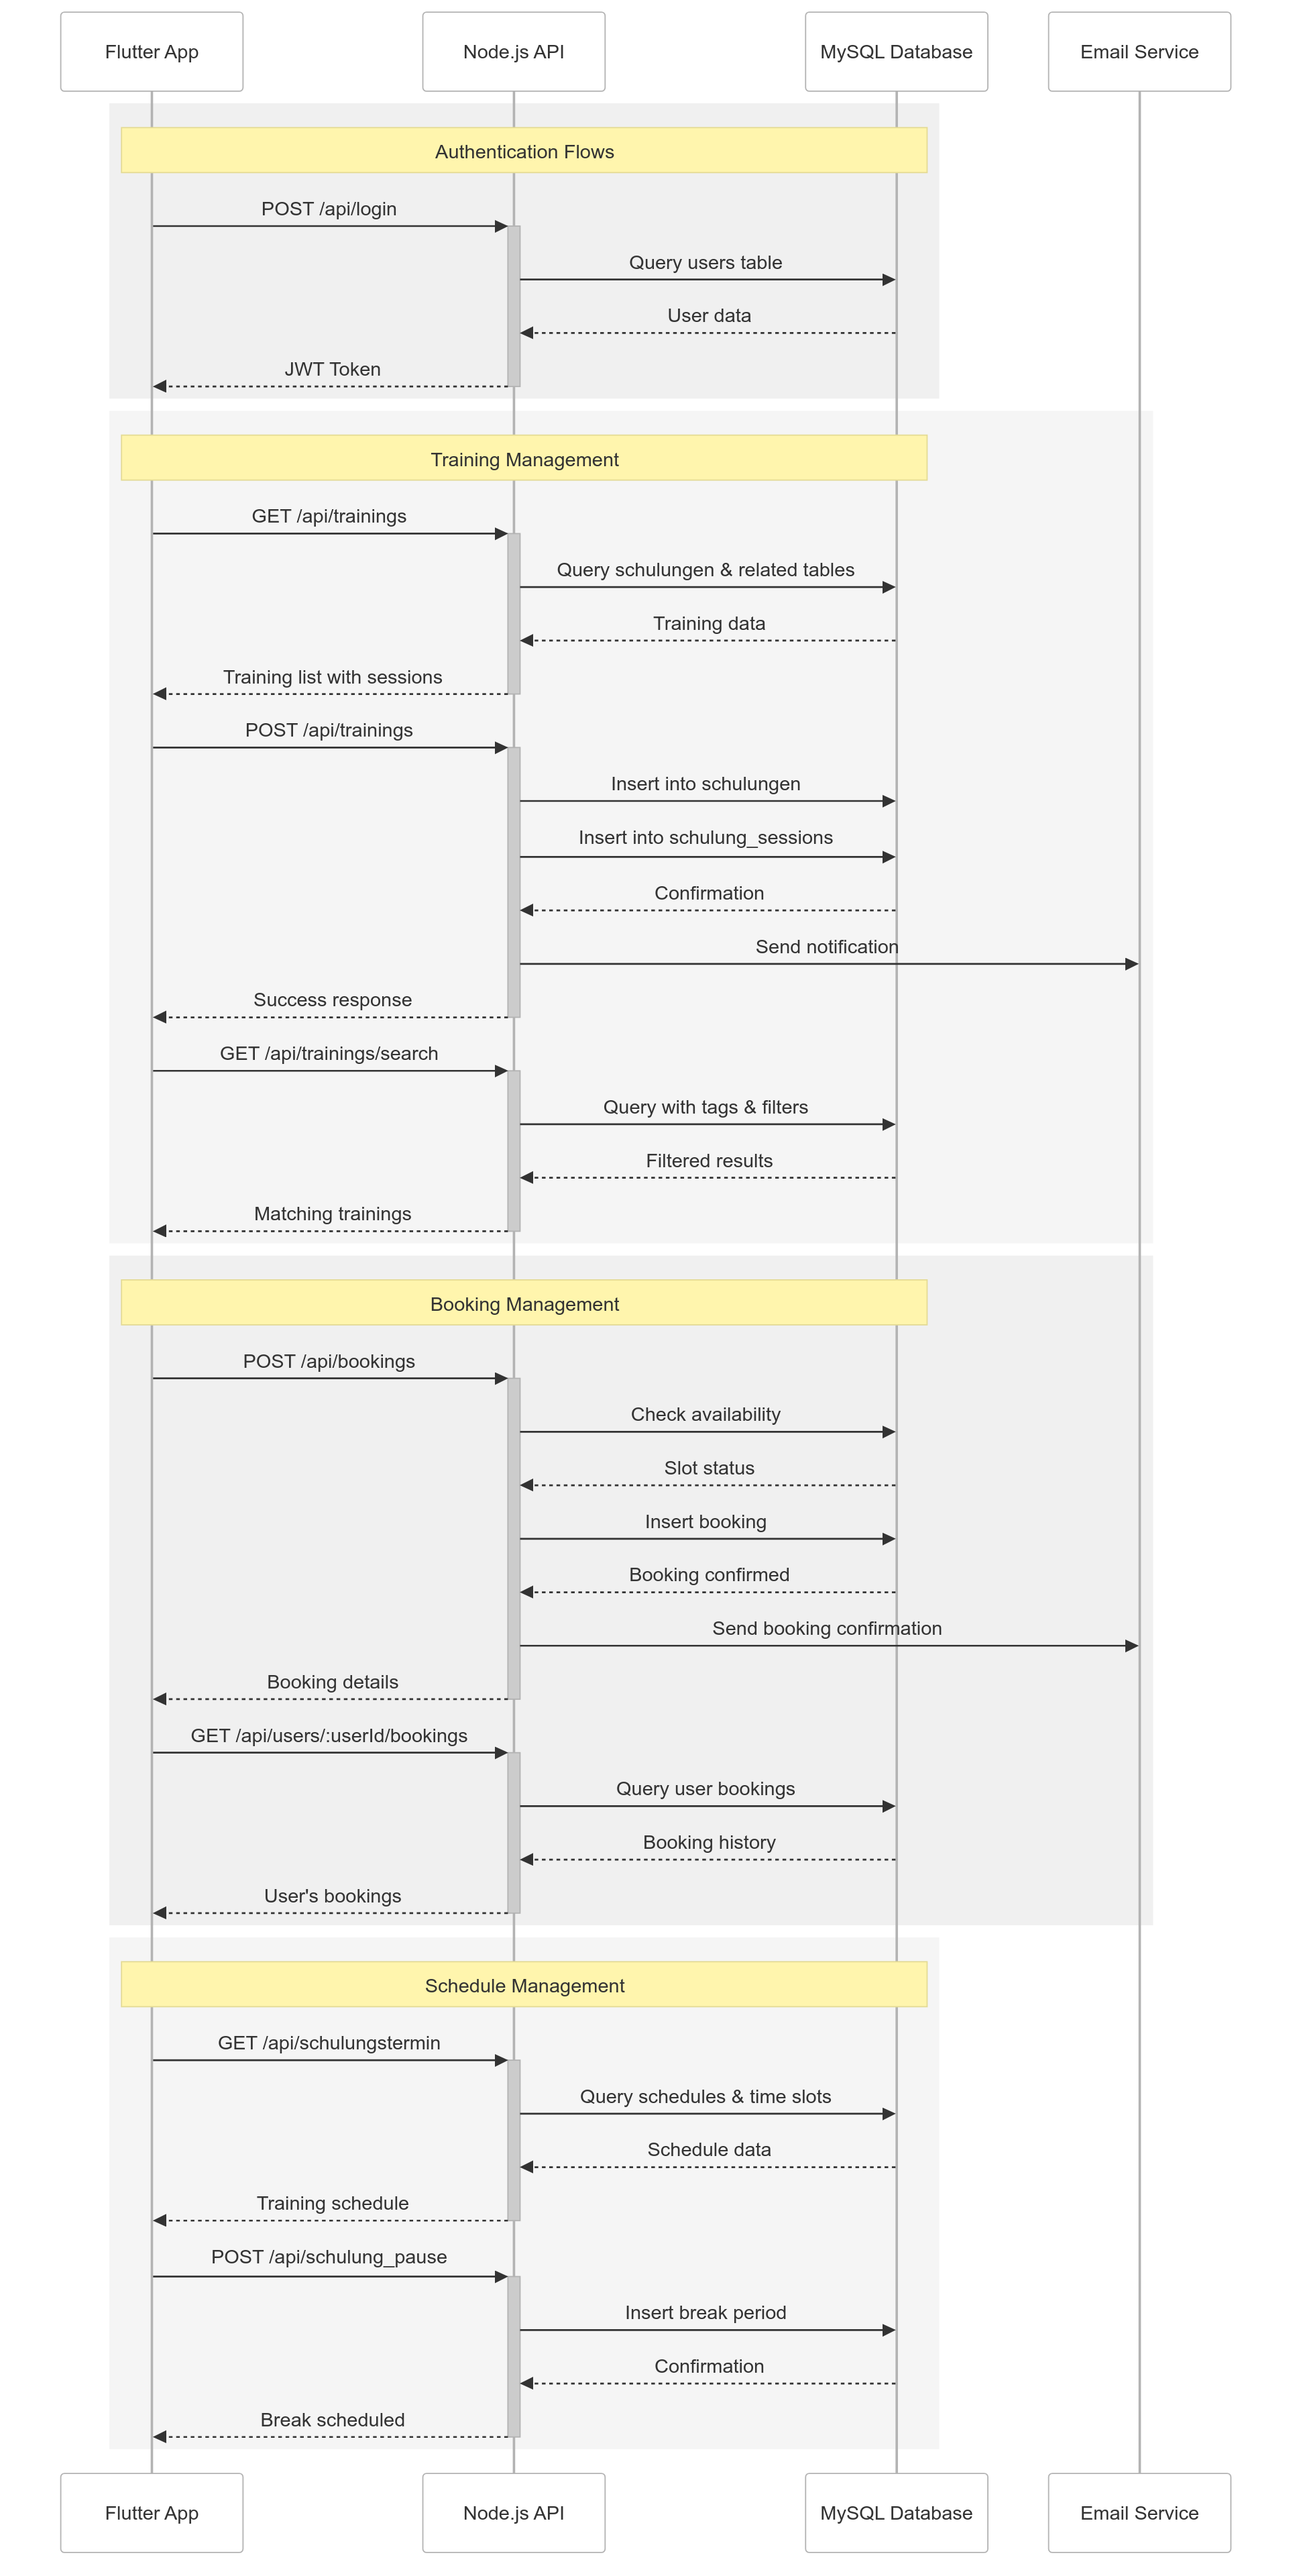 Flutter App
Node.js API
MySQL Database
Email Service
Authentication Flows
POST /api/login
Query users table
User data
JWT Token
Training Management
GET /api/trainings
Query schulungen & related tables
Training data
Training list with sessions
POST /api/trainings
Insert into schulungen
Insert into schulung_sessions
Confirmation
Send notification
Success response
GET /api/trainings/search
Query with tags & filters
Filtered results
Matching trainings
Booking Management
POST /api/bookings
Check availability
Slot status
Insert booking
Booking confirmed
Send booking confirmation
Booking details
GET /api/users/:userId/bookings
Query user bookings
Booking history
User's bookings
Schedule Management
GET /api/schulungstermin
Query schedules & time slots
Schedule data
Training schedule
POST /api/schulung_pause
Insert break period
Confirmation
Break scheduled
Flutter App
Node.js API
MySQL Database
Email Service